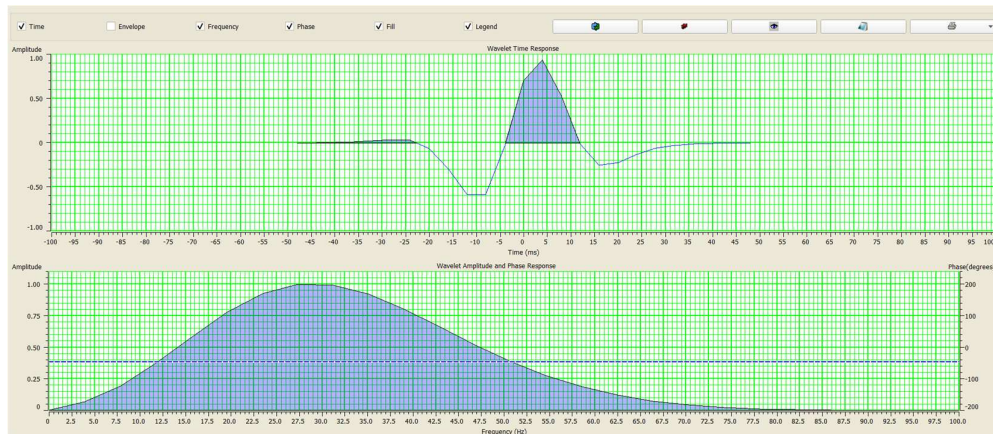 Time Envelope Frequency Phase Fill Legend
Amplitude Wavelet Time Response
1.00
0.50
0
-0.50
-1.00
-100 -95 -90 -85 -80 -75 -70 -65 -60 -55 -50 -45 -40 -35 -30 -25 -20 -15 -10 -5 0 5 10 15 20 25 30 35 40 45 50 55 60 65 70 75 80 85 90 95 100
Time (ms)
Amplitude Wavelet Amplitude and Phase Response Phase(degrees)
1.00 200
0.75 100
0.50 0
0.25 -100
0 -200
0 2.5 5.0 7.5 10.0 12.5 15.0 17.5 20.0 22.5 25.0 27.5 30.0 32.5 35.0 37.5 40.0 42.5 45.0 47.5 50.0 52.5 55.0 57.5 60.0 62.5 65.0 67.5 70.0 72.5 75.0 77.5 80.0 82.5 85.0 87.5 90.0 92.5 95.0 97.5 100.0
Frequency (Hz)